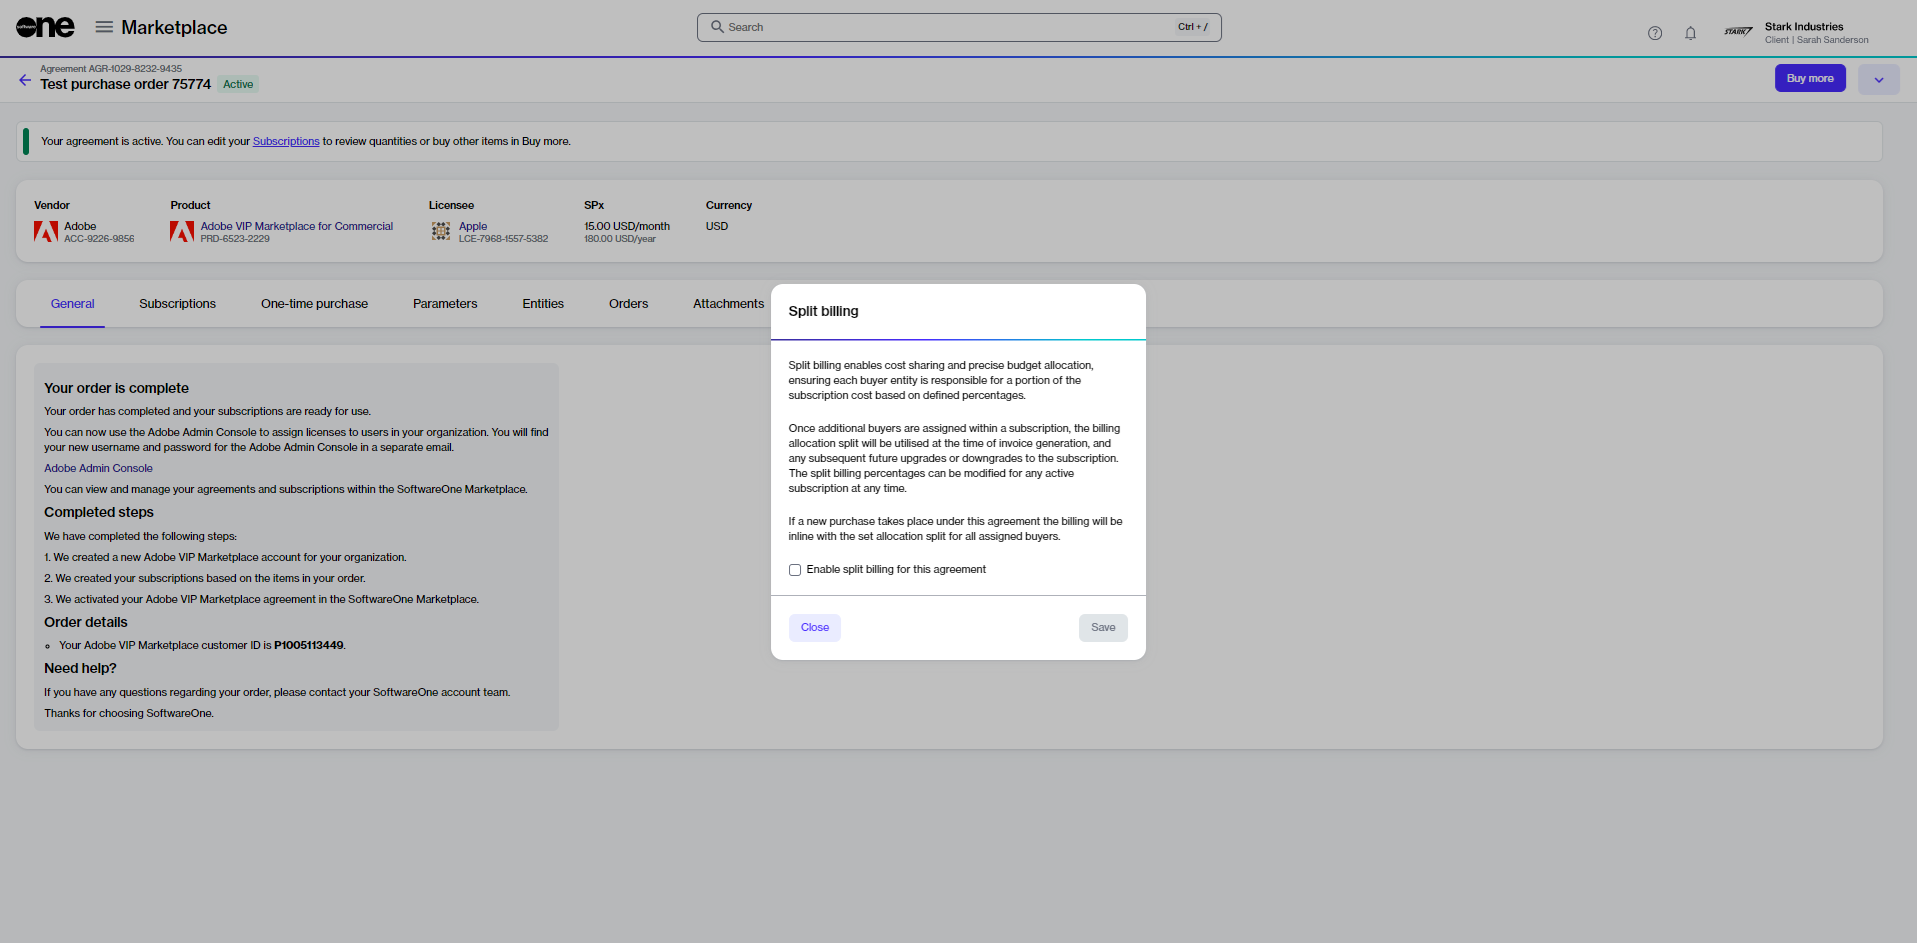 software one
Marketplace
Search
Ctrl + /
STARK
Stark Industries
Client | Sarah Sanderson
Agreement AGR-1029-8232-9435
Test purchase order 75774
Active
Buy more
Your agreement is active. You can edit your Subscriptions to review quantities or buy other items in Buy more.
Vendor
Adobe
ACC-9226-9856
Product
Adobe VIP Marketplace for Commercial
PRD-6523-2229
Licensee
Apple
LCE-7968-1557-5382
SPx
15.00 USD/month
180.00 USD/year
Currency
USD
General
Subscriptions
One-time purchase
Parameters
Entities
Orders
Attachments
Your order is complete
Your order has completed and your subscriptions are ready for use.
You can now use the Adobe Admin Console to assign licenses to users in your organization. You will find
your new username and password for the Adobe Admin Console in a separate email.
Adobe Admin Console
You can view and manage your agreements and subscriptions within the SoftwareOne Marketplace.
Completed steps
We have completed the following steps:
1. We created a new Adobe VIP Marketplace account for your organization.
2. We created your subscriptions based on the items in your order.
3. We activated your Adobe VIP Marketplace agreement in the SoftwareOne Marketplace.
Order details
Your Adobe VIP Marketplace customer ID is P1005113449.
Need help?
If you have any questions regarding your order, please contact your SoftwareOne account team.
Thanks for choosing SoftwareOne.
Split billing
Split billing enables cost sharing and precise budget allocation,
ensuring each buyer entity is responsible for a portion of the
subscription cost based on defined percentages.
Once additional buyers are assigned within a subscription, the billing
allocation split will be utilised at the time of invoice generation, and
any subsequent future upgrades or downgrades to the subscription.
The split billing percentages can be modified for any active
subscription at any time.
If a new purchase takes place under this agreement the billing will be
inline with the set allocation split for all assigned buyers.
Enable split billing for this agreement
Close
Save